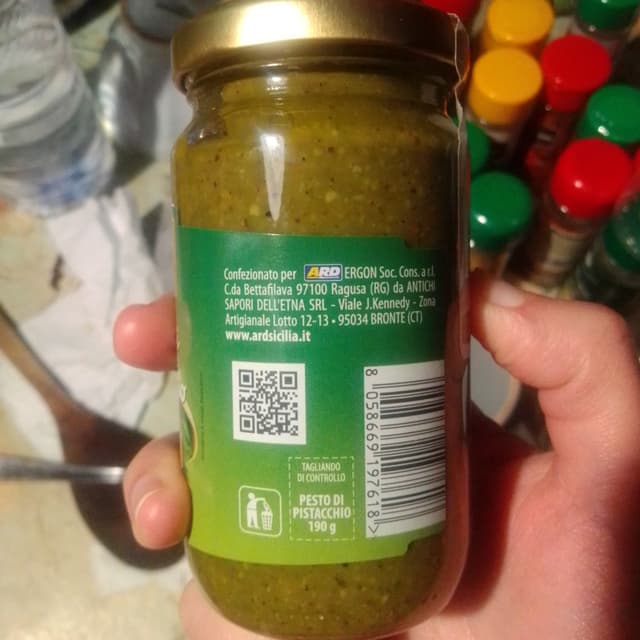 Confezionato per ARD ERGON Soc. Cons. a r.l.
C.da Bettafilava 97100 Ragusa (RG) da ANTICHI
SAPORI DELL'ETNA SRL - Viale J.Kennedy - Zona
Artigianale Lotto 12-13 • 95034 BRONTE (CT)
www.ardsicilia.it
8 058669 197618>
TAGLIANDO
DI CONTROLLO
PESTO DI
PISTACCHIO
190 g